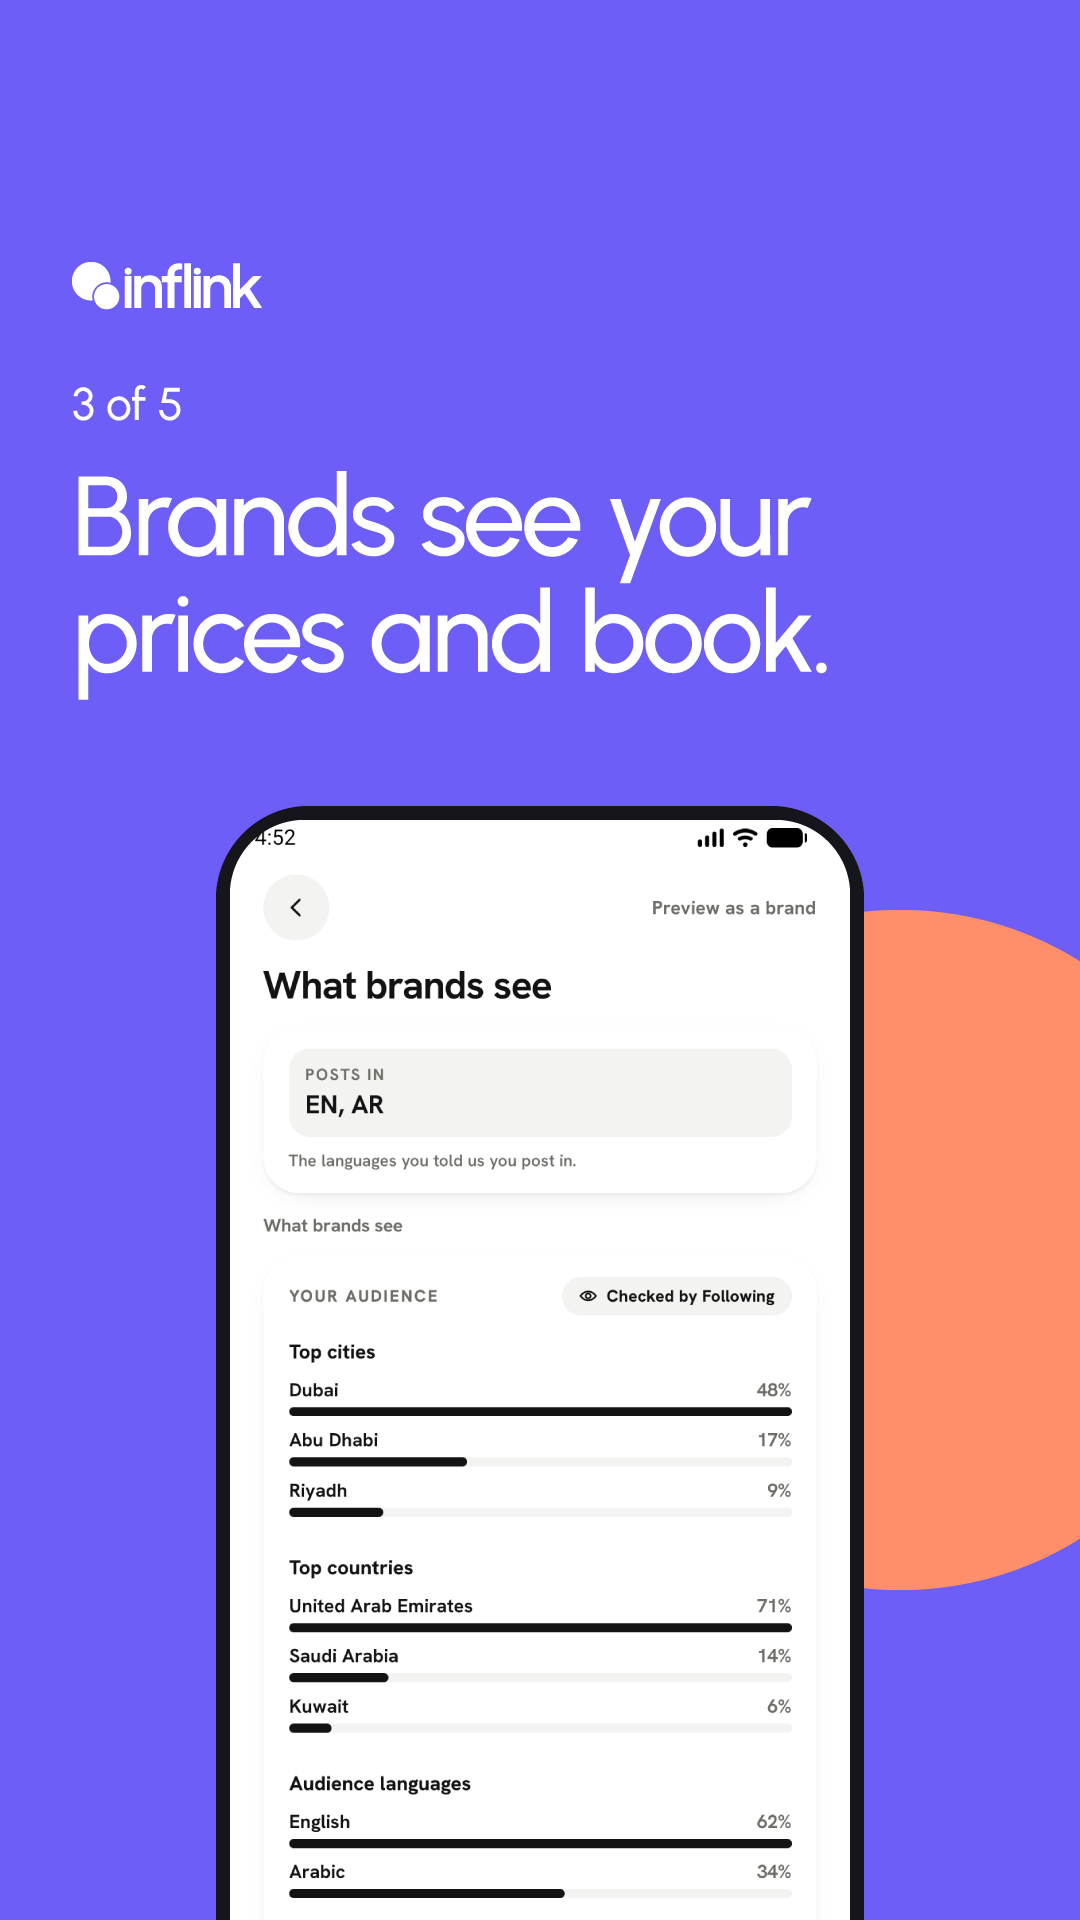 inflink
3 of 5
Brands see your
prices and book.
4:52
Preview as a brand
What brands see
POSTS IN
EN, AR
The languages you told us you post in.
What brands see
YOUR AUDIENCE
Checked by Following
Top cities
Dubai 48%
Abu Dhabi 17%
Riyadh 9%
Top countries
United Arab Emirates 71%
Saudi Arabia 14%
Kuwait 6%
Audience languages
English 62%
Arabic 34%